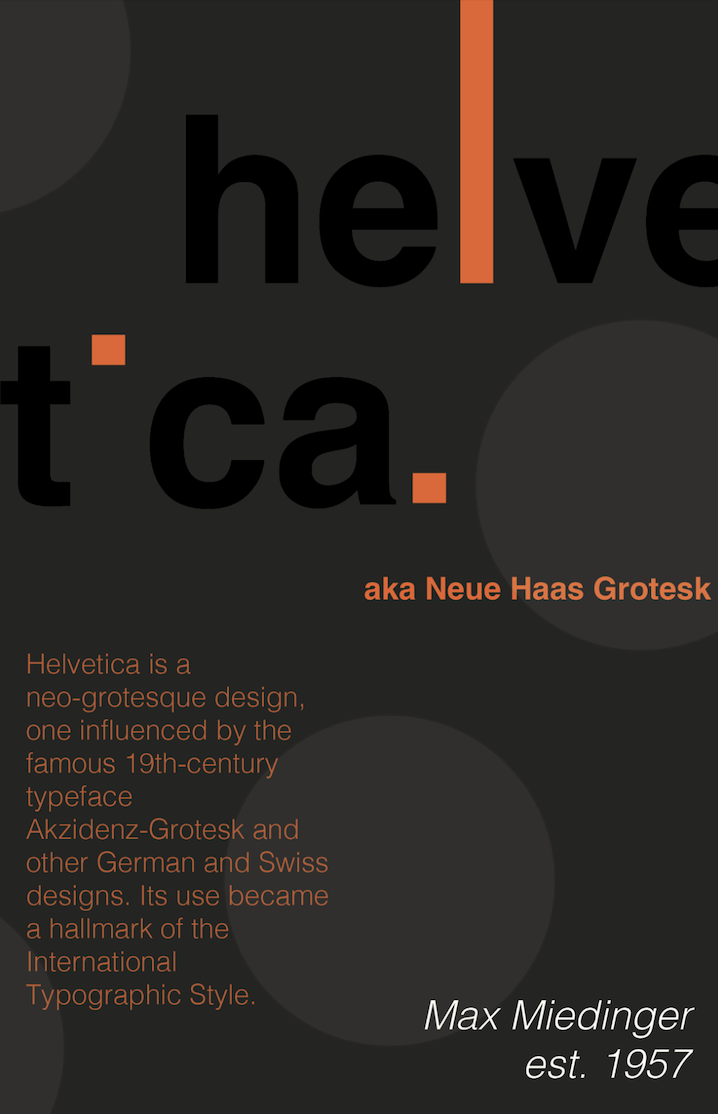 helve
tica.
aka Neue Haas Grotesk
Helvetica is a
neo-grotesque design,
one influenced by the
famous 19th-century
typeface
Akzidenz-Grotesk and
other German and Swiss
designs. Its use became
a hallmark of the
International
Typographic Style.
Max Miedinger
est. 1957